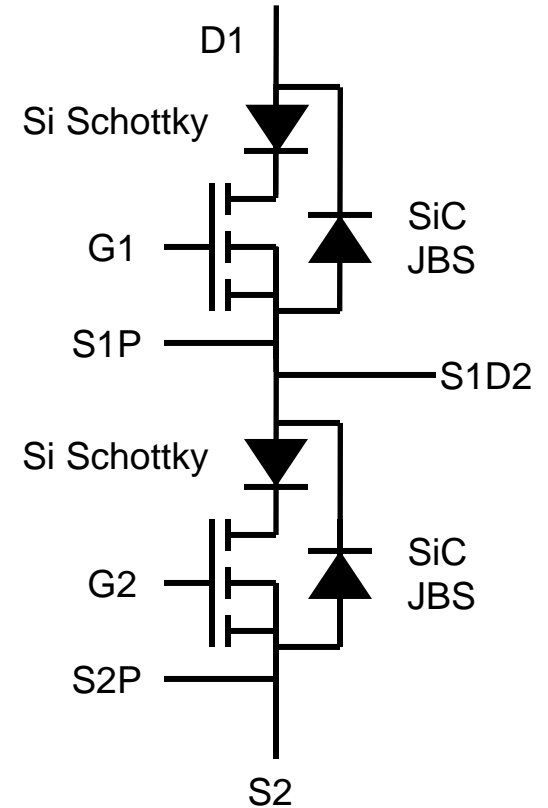 D1
Si Schottky
SiC
JBS
G1
S1P
S1D2
Si Schottky
SiC
JBS
G2
S2P
S2